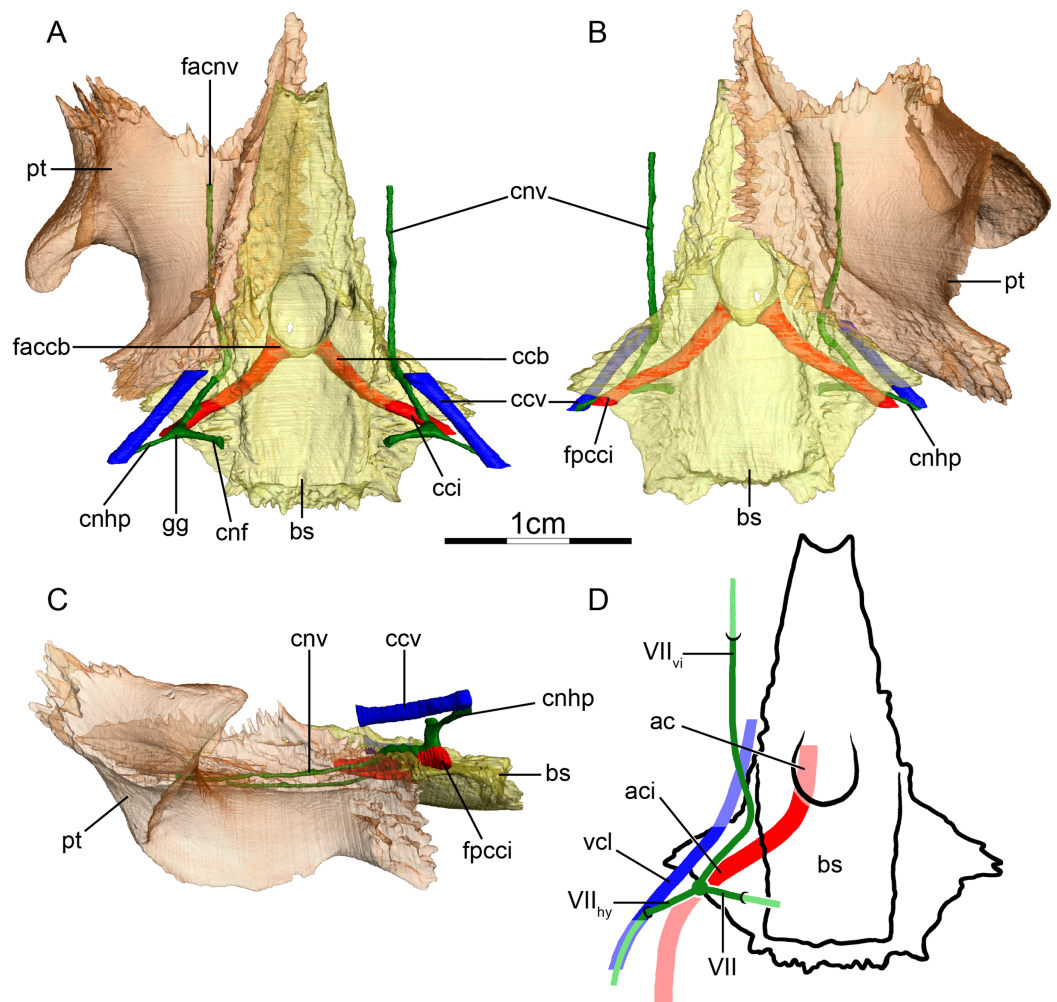 A
B
facnv
pt
cnv
pt
faccb
ccb
ccv
fpcci
cnhp
cci
cnhp
gg
cnf
bs
bs
1cm
C
D
cnv
ccv
cnhp
bs
pt
fpcci
VIIvi
ac
aci
vcl
bs
VIIhy
VII